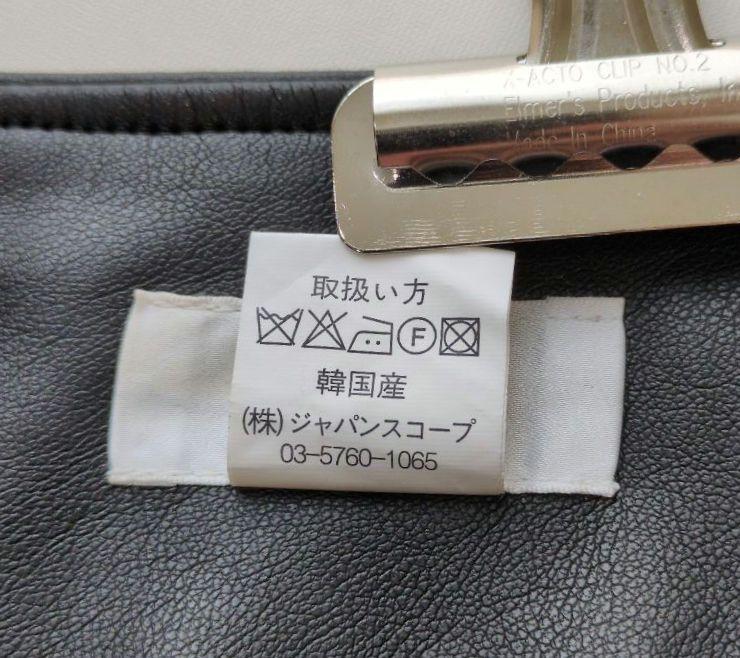 X-ACTO CLIP NO.2
Elmer's Products, In
Made In China
取扱い方
F
韓国産
(株)ジャパンスコープ
03-5760-1065